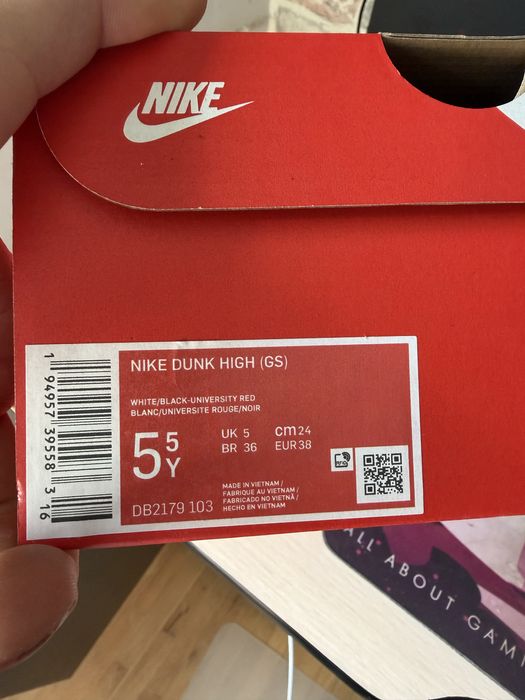 NIKE
NIKE DUNK HIGH (GS)
WHITE/BLACK-UNIVERSITY RED
BLANC/UNIVERSITE ROUGE/NOIR
5 5 Y
UK 5 cm 24
BR 36 EUR 38
DB2179 103
MADE IN VIETNAM /
FABRIQUE AU VIETNAM /
FABRICADO NO VIETNÃ /
HECHO EN VIETNAM
1 94957 39558 3 16
ALL ABOUT GAMI